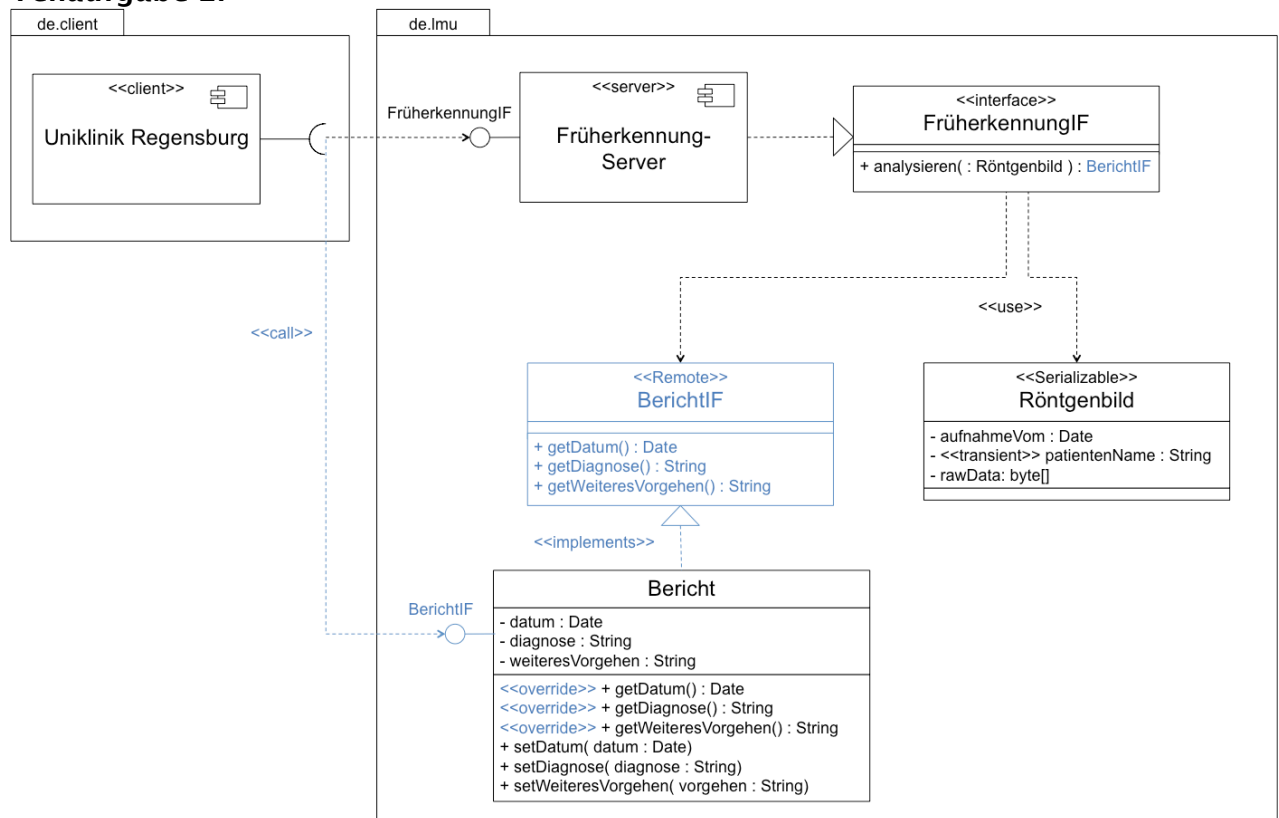 de.client
<<client>>
Uniklinik Regensburg
<<call>>
de.lmu
FrüherkennungIF
<<server>>
Früherkennung-
Server
<<interface>>
FrüherkennungIF
+ analysieren( : Röntgenbild ) : BerichtIF
<<use>>
<<Remote>>
BerichtIF
+ getDatum() : Date
+ getDiagnose() : String
+ getWeiteresVorgehen() : String
<<Serializable>>
Röntgenbild
- aufnahmeVom : Date
- <<transient>> patientenName : String
- rawData: byte[]
<<implements>>
BerichtIF
Bericht
- datum : Date
- diagnose : String
- weiteresVorgehen : String
<<override>> + getDatum() : Date
<<override>> + getDiagnose() : String
<<override>> + getWeiteresVorgehen() : String
+ setDatum( datum : Date)
+ setDiagnose( diagnose : String)
+ setWeiteresVorgehen( vorgehen : String)